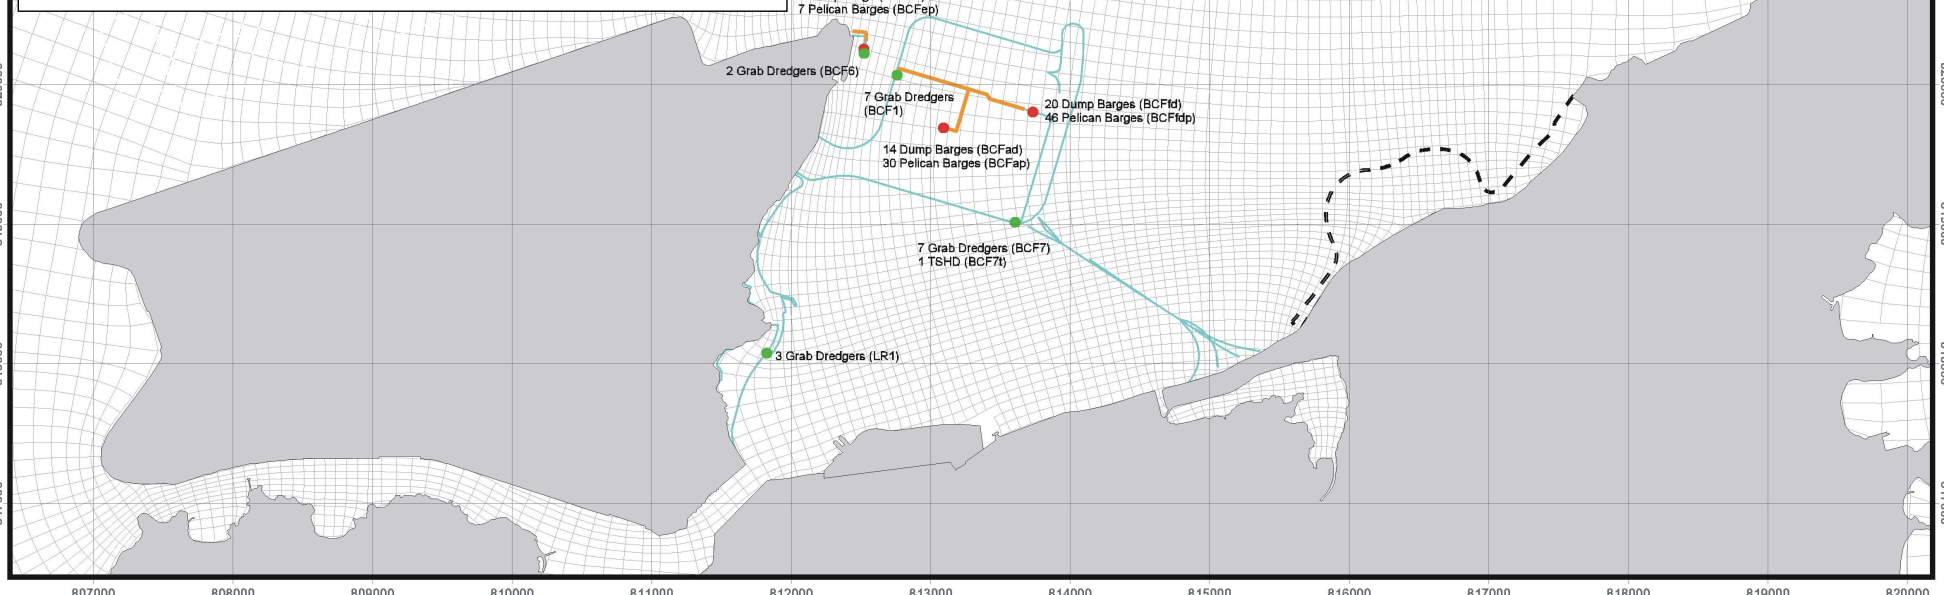 7 Pelican Barges (BCFep)
2 Grab Dredgers (BCF6)
7 Grab Dredgers
(BCF1)
20 Dump Barges (BCFfd)
46 Pelican Barges (BCFfdp)
14 Dump Barges (BCFad)
30 Pelican Barges (BCFap)
7 Grab Dredgers (BCF7)
1 TSHD (BCF7t)
3 Grab Dredgers (LR1)
807000 808000 809000 810000 811000 812000 813000 814000 815000 816000 817000 818000 819000 820000